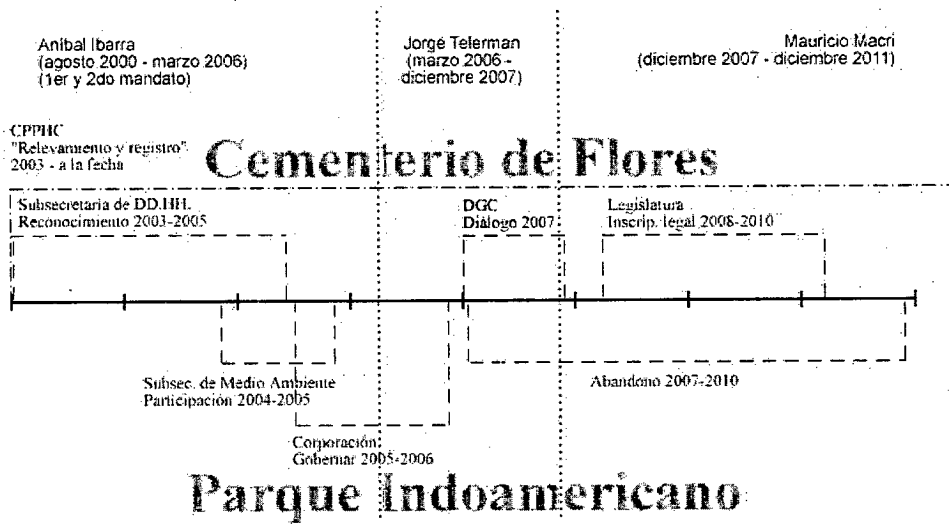 Anibal Ibarra
(agosto 2000 - marzo 2006)
(1er y 2do mandato)
Jorge Telerman
(marzo 2006 -
diciembre 2007)
Mauricio Macri
(diciembre 2007 - diciembre 2011)
CPPHC
"Relevamiento y registro"
2003 - a la fecha
Cementerio de Flores
Subsecretaria de DD.HH.
Reconocimiento 2003-2005
DGC
Diálogo 2007
Legislatura
Inscrip. legal 2008-2010
Subsec. de Medio Ambiente
Participación 2004-2005
Abandono 2007-2010
Corporación
Gobernar 2005-2006
Parque Indoamericano